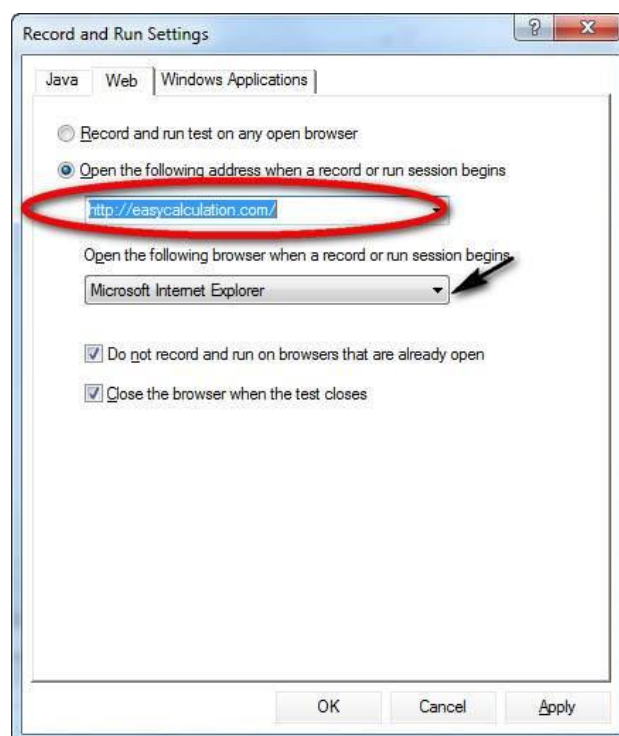 Record and Run Settings
Java Web Windows Applications
Record and run test on any open browser
Open the following address when a record or run session begins
http://easycalculation.com/
Open the following browser when a record or run session begins
Microsoft Internet Explorer
Do not record and run on browsers that are already open
Close the browser when the test closes
OK Cancel Apply